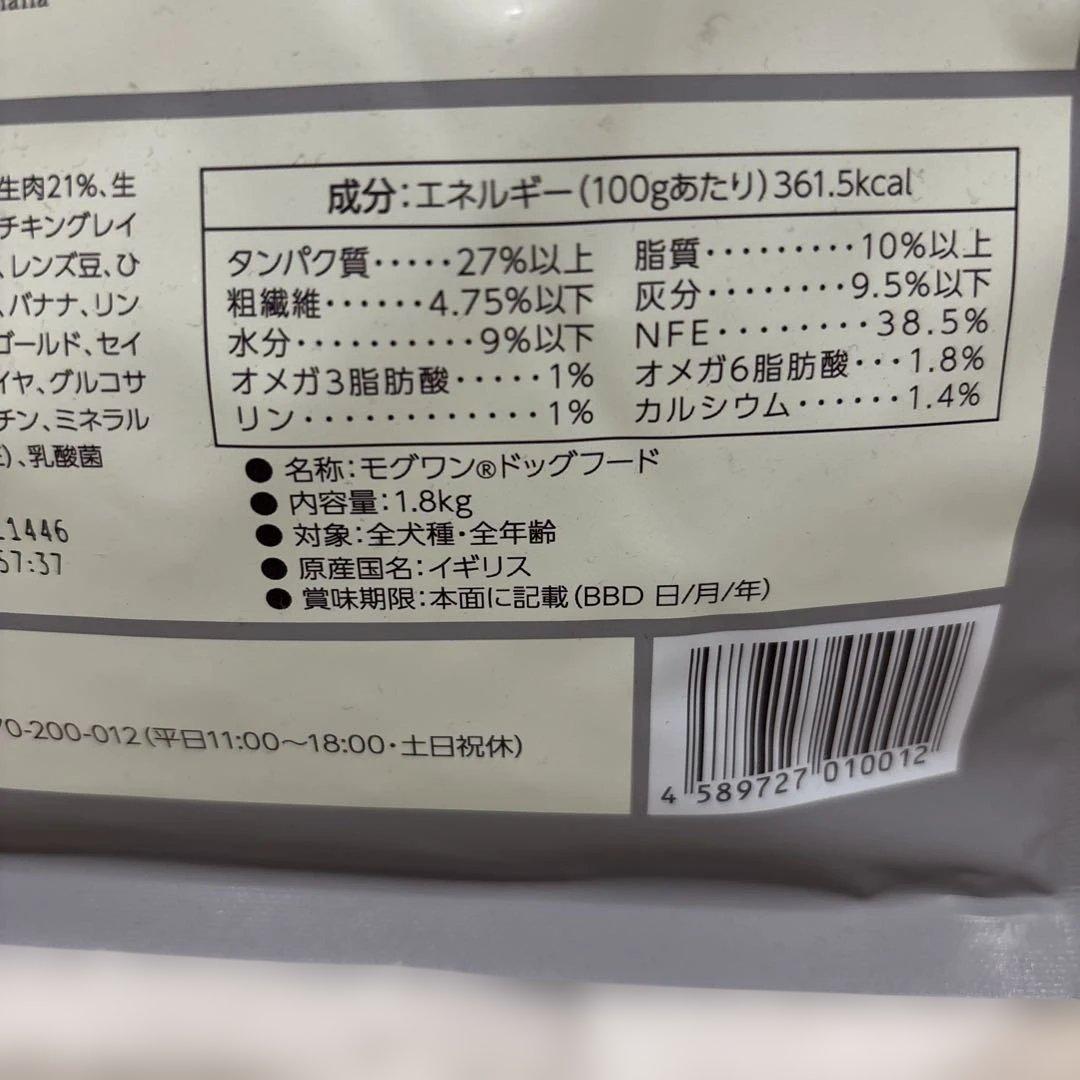 生肉21%、生
チキングレイ
、レンズ豆、ひ
、バナナ、リン
ゴールド、セイ
イヤ、グルコサ
チン、ミネラル
)、乳酸菌
11446
57:37
成分:エネルギー(100gあたり)361.5kcal
タンパク質・・・・・27%以上
粗繊維・・・・・・4.75%以下
水分・・・・・・・・・・9%以下
オメガ3脂肪酸・・・・・1%
リン・・・・・・・・・・・・・1%
脂質・・・・・・・・・10%以上
灰分・・・・・・・・9.5%以下
NFE・・・・・・・・38.5%
オメガ6脂肪酸・・・1.8%
カルシウム・・・・・・1.4%
● 名称:モグワン®ドッグフード
● 内容量:1.8kg
● 対象:全犬種・全年齢
● 原産国名:イギリス
● 賞味期限:本面に記載(BBD 日/月/年)
70-200-012(平日11:00〜18:00・土日祝休)
4 589727 010012